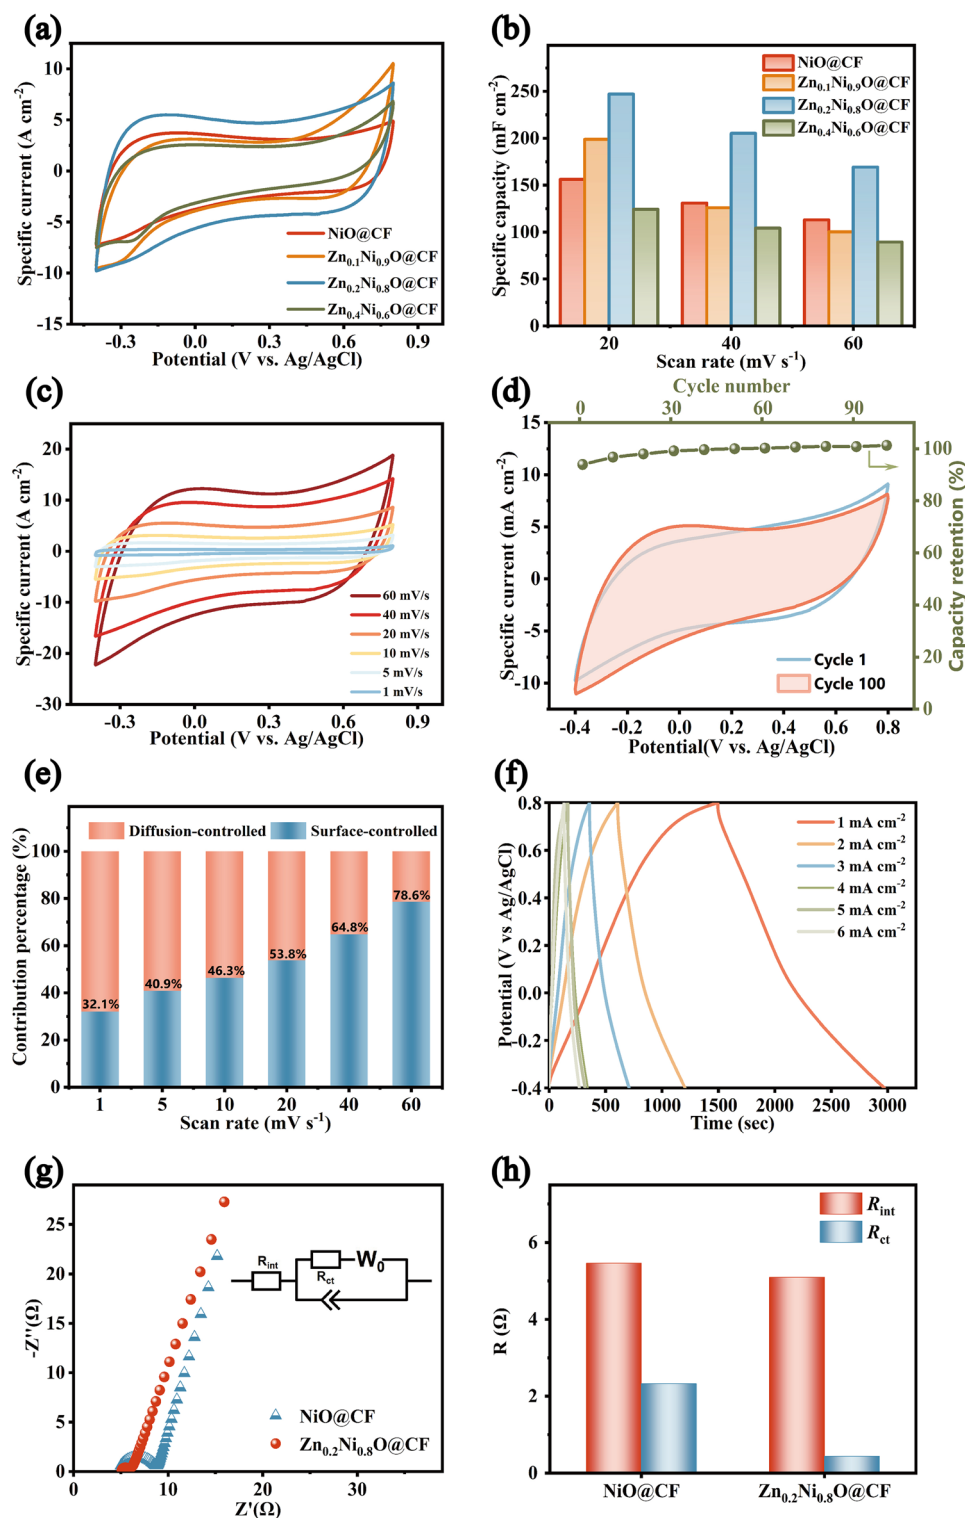 (a)
Specific current (A cm⁻²)
10
5
0
-5
-10
-15
NiO@CF
Zn₀.₁Ni₀.₉O@CF
Zn₀.₂Ni₀.₈O@CF
Zn₀.₄Ni₀.₆O@CF
-0.3 0.0 0.3 0.6 0.9
Potential (V vs. Ag/AgCl)
(b)
Specific capacity (mF cm⁻²)
250
200
150
100
50
0
NiO@CF
Zn₀.₁Ni₀.₉O@CF
Zn₀.₂Ni₀.₈O@CF
Zn₀.₄Ni₀.₆O@CF
20 40 60
Scan rate (mV s⁻¹)
(c)
Specific current (A cm⁻²)
20
10
0
-10
-20
-30
60 mV/s
40 mV/s
20 mV/s
10 mV/s
5 mV/s
1 mV/s
-0.3 0.0 0.3 0.6 0.9
Potential (V vs. Ag/AgCl)
(d)
Cycle number
0 30 60 90
Specific current (mA cm⁻²)
15
10
5
0
-5
-10
100
80
60
40
20
0
Capacity retention (%)
Cycle 1
Cycle 100
-0.4 -0.2 0.0 0.2 0.4 0.6 0.8
Potential(V vs. Ag/AgCl)
(e)
Contribution percentage (%)
100
80
60
40
20
0
Diffusion-controlled Surface-controlled
32.1% 40.9% 46.3% 53.8% 64.8% 78.6%
1 5 10 20 40 60
Scan rate (mV s⁻¹)
(f)
Potential (V vs Ag/AgCl)
0.8
0.4
0.0
-0.2
-0.4
1 mA cm⁻²
2 mA cm⁻²
3 mA cm⁻²
4 mA cm⁻²
5 mA cm⁻²
6 mA cm⁻²
0 500 1000 1500 2000 2500 3000
Time (sec)
(g)
-Z''(Ω)
25
20
15
10
5
0
R_int
R_ct
W₀
NiO@CF
Zn₀.₂Ni₀.₈O@CF
0 10 20 30
Z'(Ω)
(h)
R (Ω)
6
4
2
0
R_int
R_ct
NiO@CF Zn₀.₂Ni₀.₈O@CF